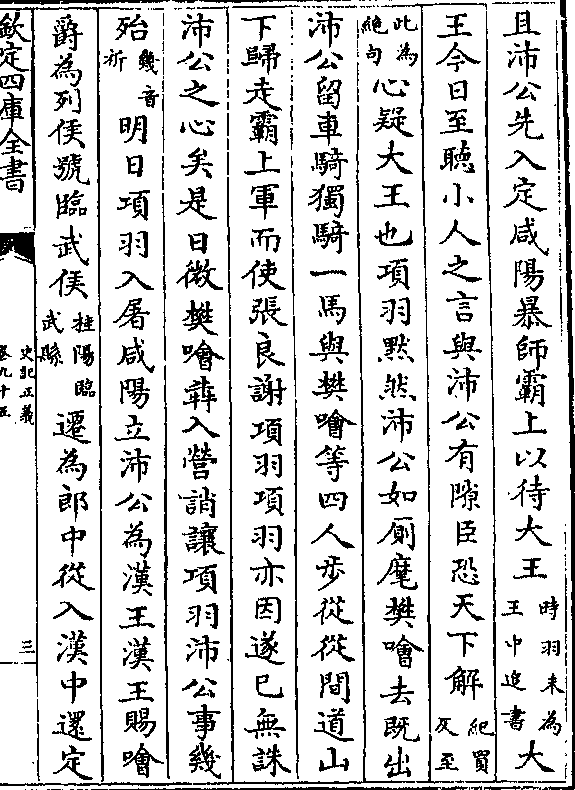 且沛公先入定咸陽暴師霸上以待大王時羽未為王中追書大
王今日至聽小人之言與沛公有隙臣恐天下解紀買反至
此為絶句心疑大王也項羽黙然沛公如厠麾樊噲去既出
沛公留車騎獨騎一馬與樊噲等四人歩從從間道山
下歸走霸上軍而使張良謝項羽項羽亦因遂已無誅
沛公之心矣是日微樊噲犇入營誚讓項羽沛公事幾
殆幾音祈明日項羽入屠咸陽立沛公為漢王漢王賜噲
爵為列侯號臨武侯桂陽臨武縣遷為郎中從入漢中還定
欽定四庫全書
史記正義
卷九十五
三